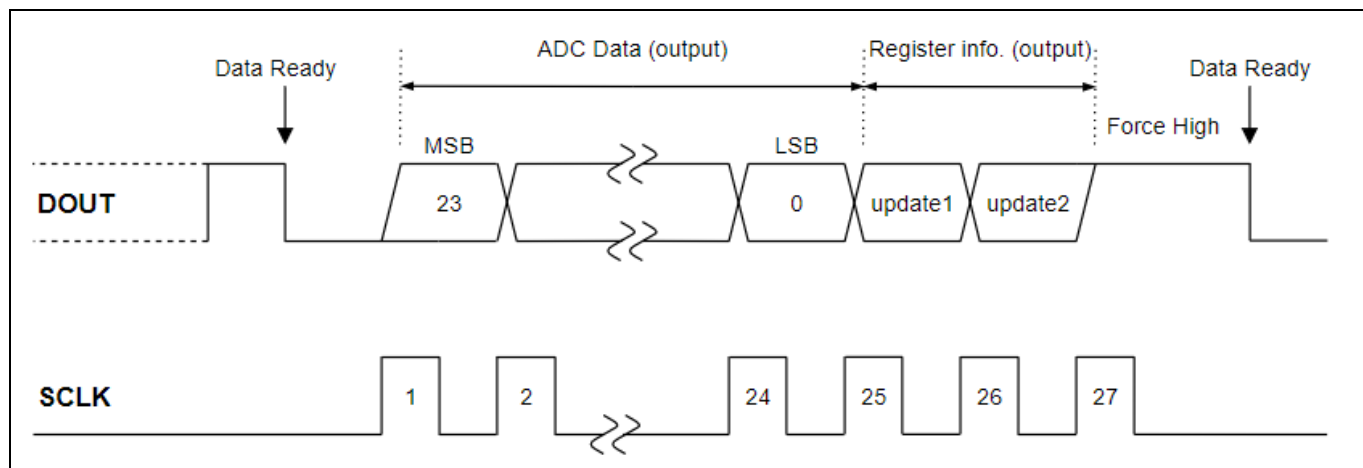 ADC Data (output)
Register info. (output)
Data Ready
Data Ready
Force High
MSB
LSB
DOUT
23
0
update1
update2
SCLK
1
2
24
25
26
27